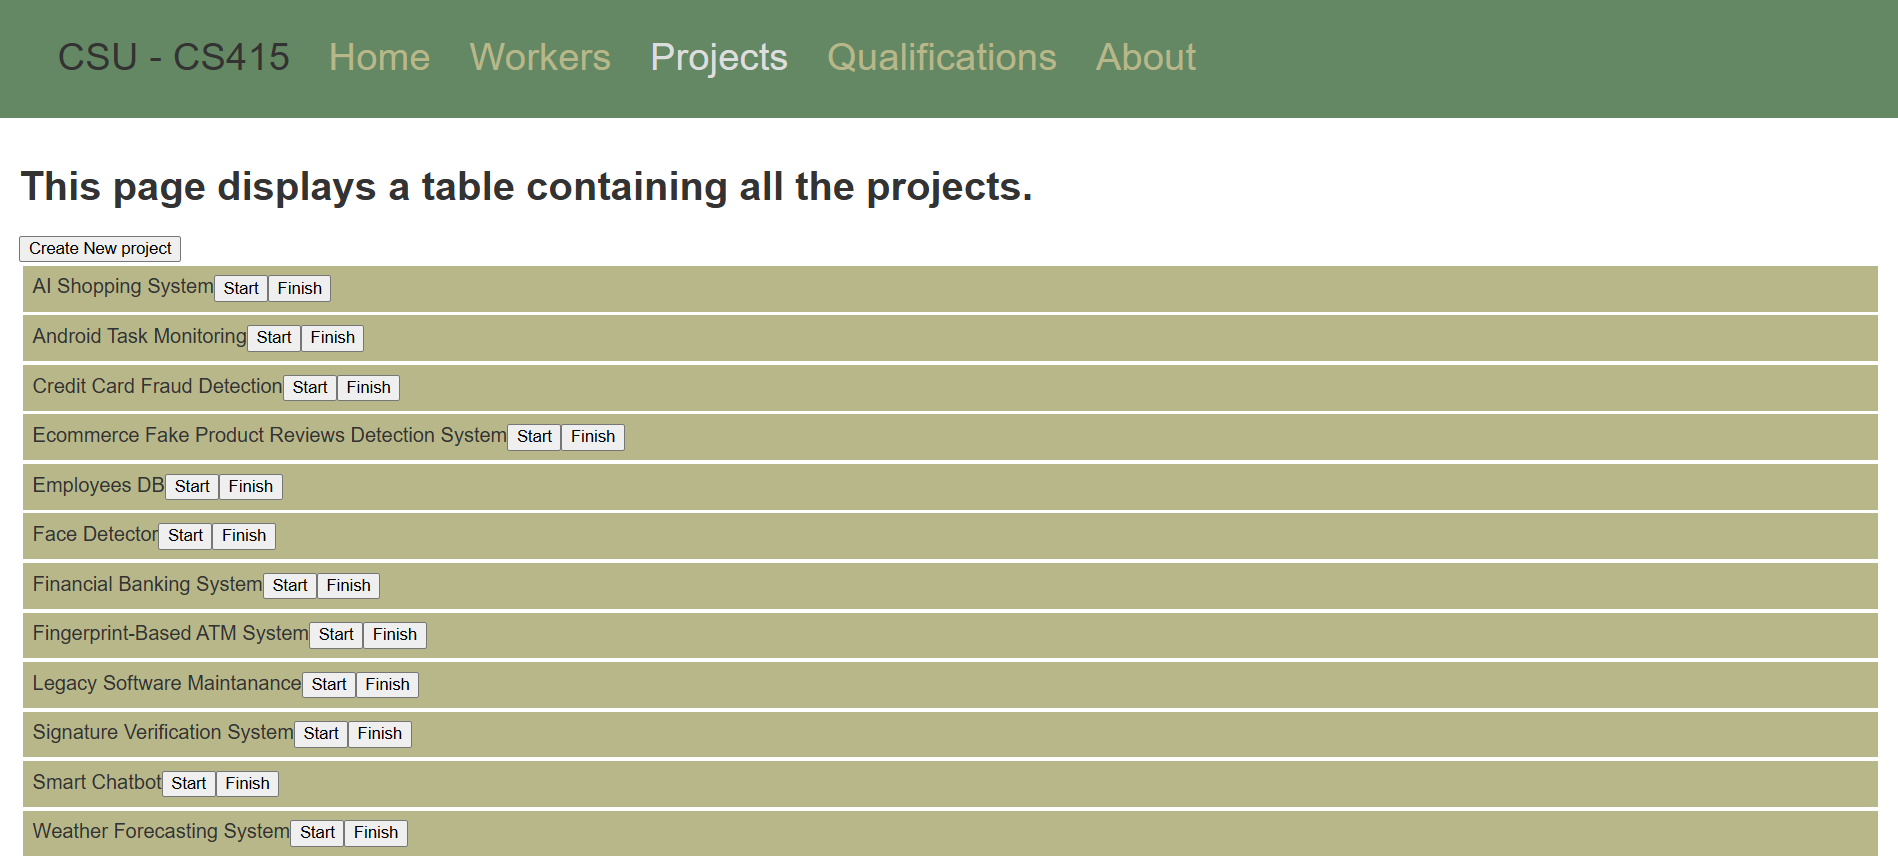 CSU - CS415 Home Workers Projects Qualifications About
This page displays a table containing all the projects.
Create New project
AI Shopping System Start Finish
Android Task Monitoring Start Finish
Credit Card Fraud Detection Start Finish
Ecommerce Fake Product Reviews Detection System Start Finish
Employees DB Start Finish
Face Detector Start Finish
Financial Banking System Start Finish
Fingerprint-Based ATM System Start Finish
Legacy Software Maintanance Start Finish
Signature Verification System Start Finish
Smart Chatbot Start Finish
Weather Forecasting System Start Finish